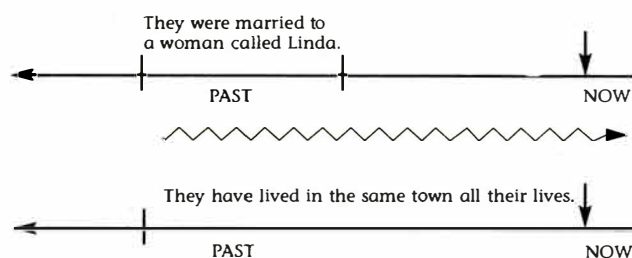 They were married to
a woman called Linda.
PAST NOW
They have lived in the same town all their lives.
PAST NOW